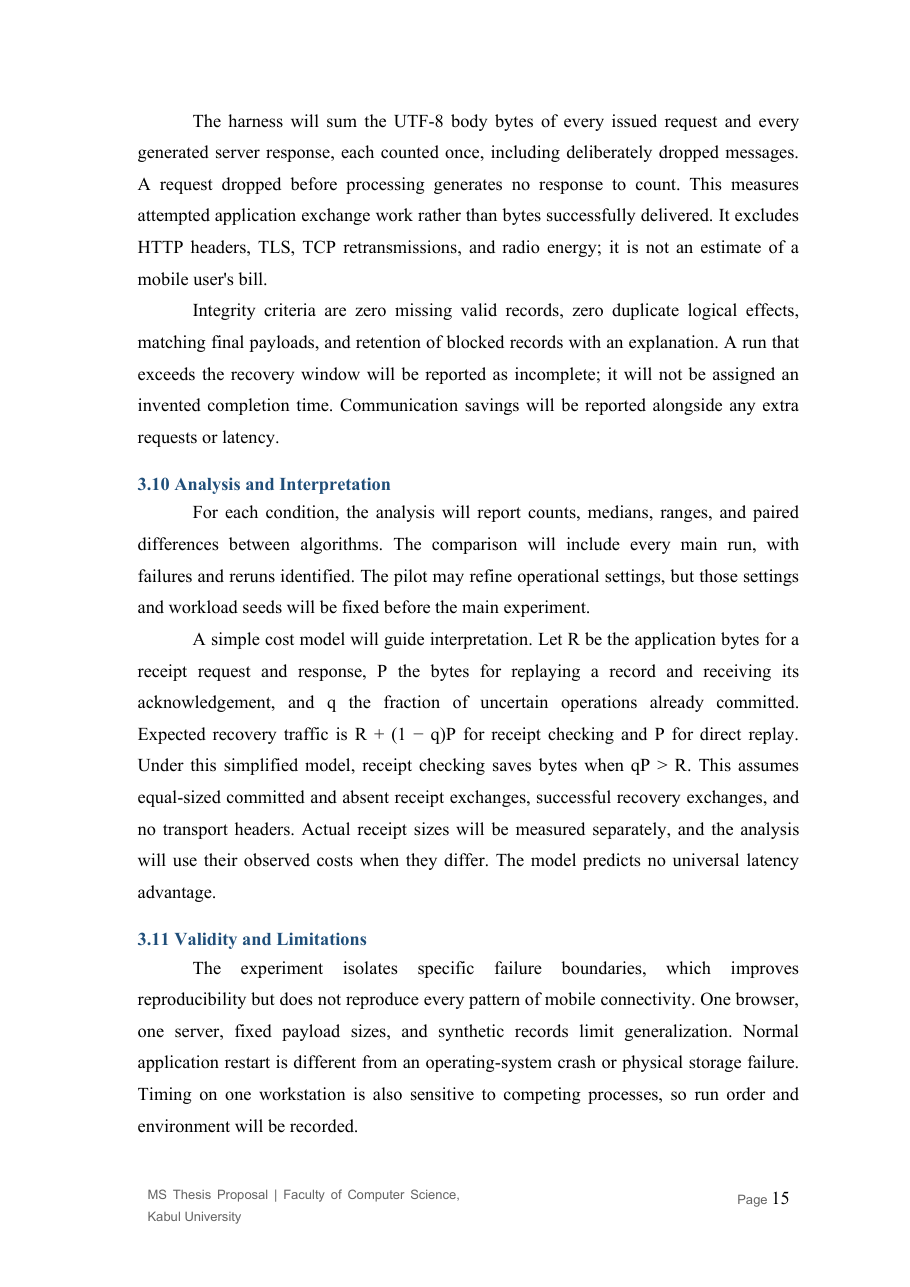 The harness will sum the UTF-8 body bytes of every issued request and every
generated server response, each counted once, including deliberately dropped messages.
A request dropped before processing generates no response to count. This measures
attempted application exchange work rather than bytes successfully delivered. It excludes
HTTP headers, TLS, TCP retransmissions, and radio energy; it is not an estimate of a
mobile user's bill.
Integrity criteria are zero missing valid records, zero duplicate logical effects,
matching final payloads, and retention of blocked records with an explanation. A run that
exceeds the recovery window will be reported as incomplete; it will not be assigned an
invented completion time. Communication savings will be reported alongside any extra
requests or latency.
3.10 Analysis and Interpretation
For each condition, the analysis will report counts, medians, ranges, and paired
differences between algorithms. The comparison will include every main run, with
failures and reruns identified. The pilot may refine operational settings, but those settings
and workload seeds will be fixed before the main experiment.
A simple cost model will guide interpretation. Let R be the application bytes for a
receipt request and response, P the bytes for replaying a record and receiving its
acknowledgement, and q the fraction of uncertain operations already committed.
Expected recovery traffic is R + (1 − q)P for receipt checking and P for direct replay.
Under this simplified model, receipt checking saves bytes when qP > R. This assumes
equal-sized committed and absent receipt exchanges, successful recovery exchanges, and
no transport headers. Actual receipt sizes will be measured separately, and the analysis
will use their observed costs when they differ. The model predicts no universal latency
advantage.
3.11 Validity and Limitations
The experiment isolates specific failure boundaries, which improves
reproducibility but does not reproduce every pattern of mobile connectivity. One browser,
one server, fixed payload sizes, and synthetic records limit generalization. Normal
application restart is different from an operating-system crash or physical storage failure.
Timing on one workstation is also sensitive to competing processes, so run order and
environment will be recorded.
MS Thesis Proposal | Faculty of Computer Science,
Kabul University
Page 15